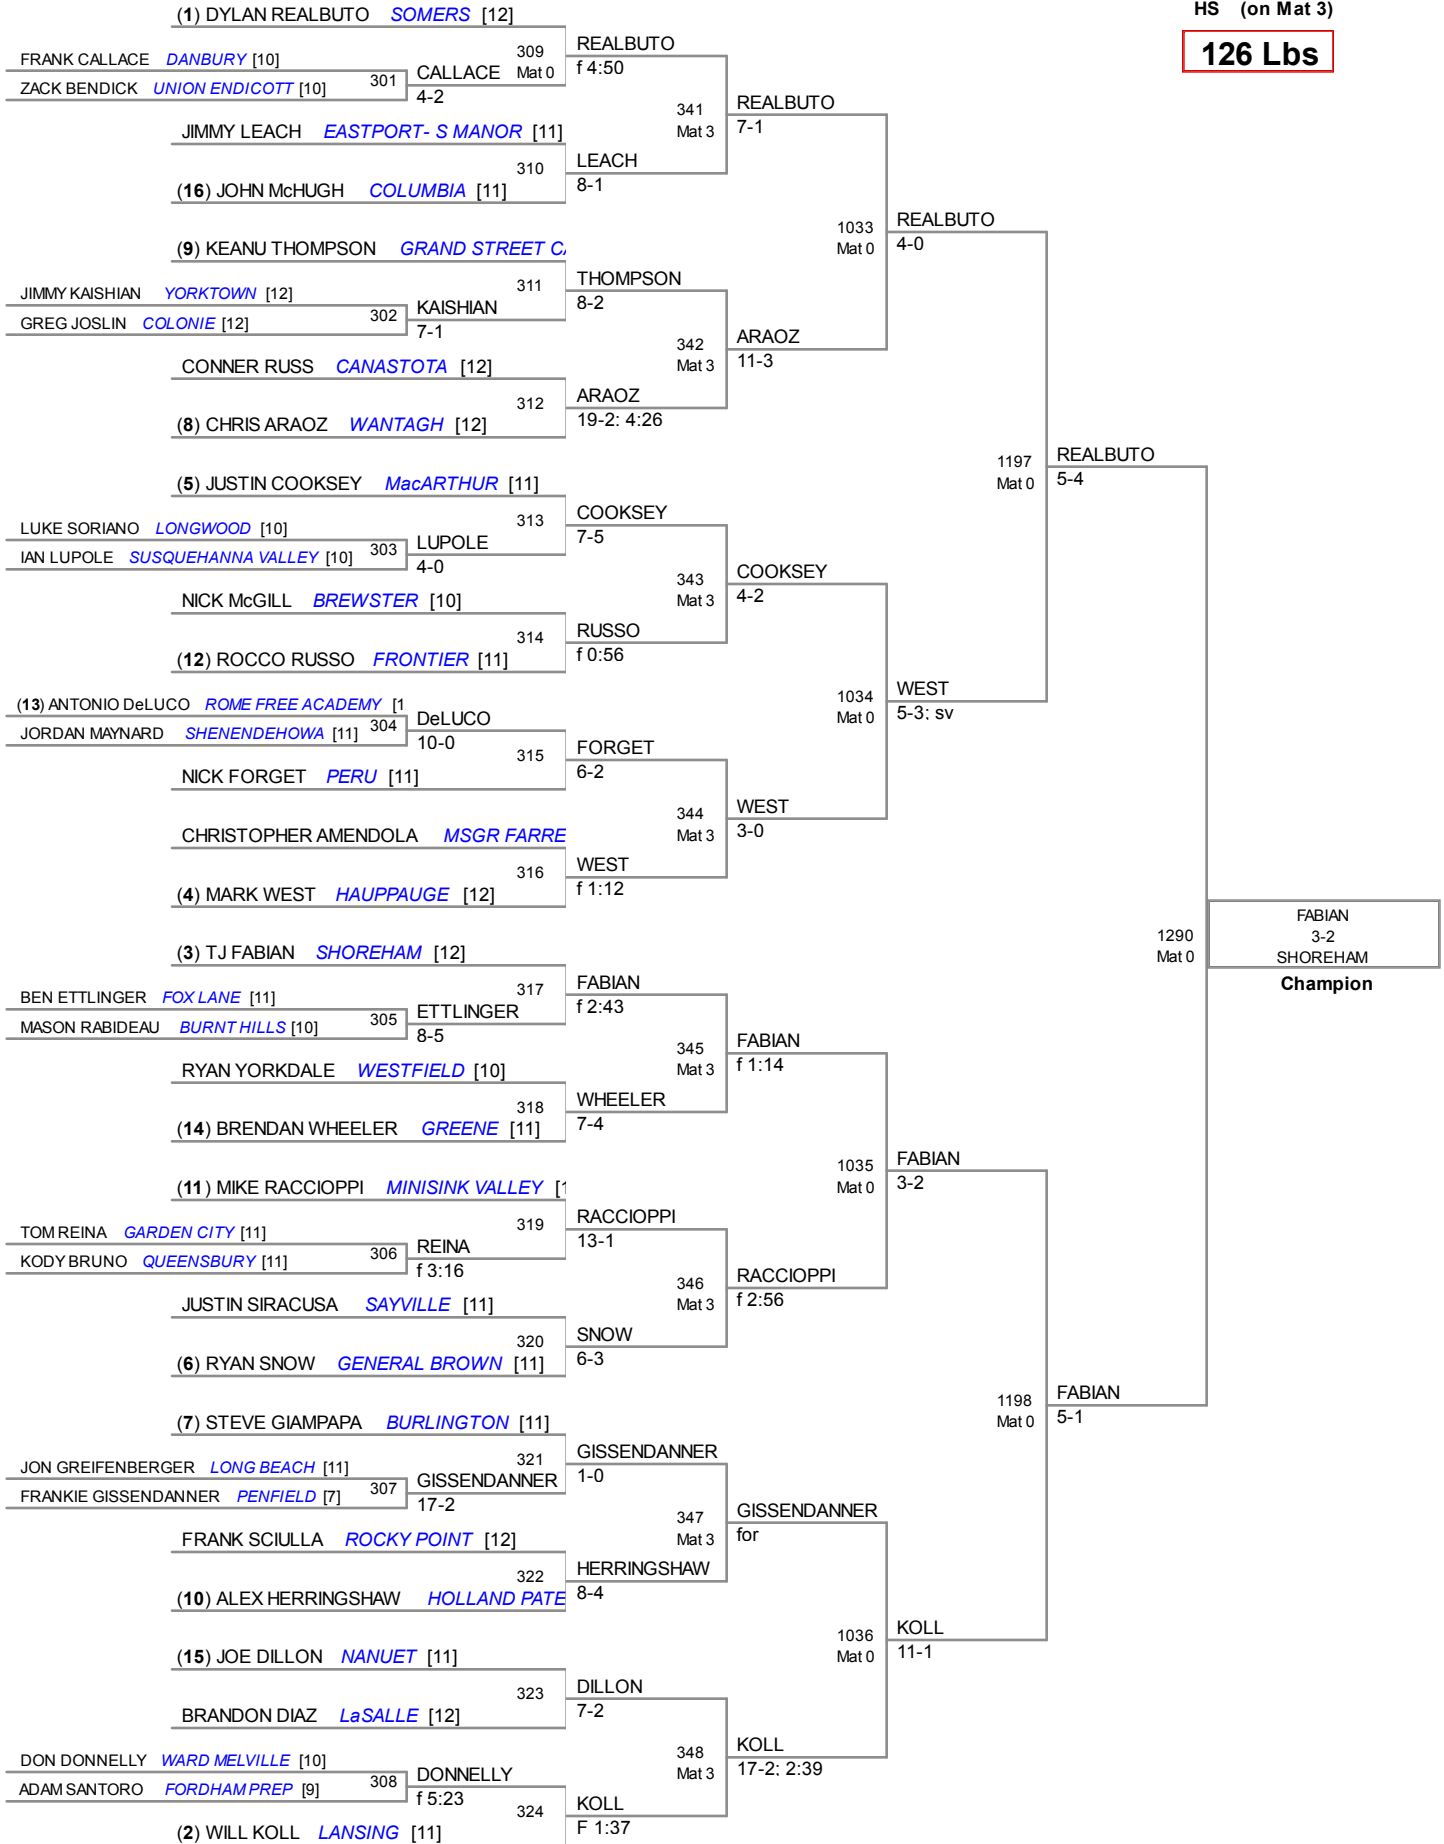 HS (on Mat 3)
126 Lbs
(1) DYLAN REALBUTO SOMERS [12]
309 REALBUTO
FRANK CALLACE DANBURY [10]
301 CALLACE Mat 0 f 4:50
ZACK BENDICK UNION ENDICOTT [10]
4-2
341 REALBUTO
JIMMY LEACH EASTPORT- S MANOR [11]
Mat 3 7-1
310 LEACH
8-1
(16) JOHN McHUGH COLUMBIA [11]
1033 REALBUTO
Mat 0 4-0
(9) KEANU THOMPSON GRAND STREET
311 THOMPSON
JIMMY KAISHIAN YORKTOWN [12]
302 KAISHIAN 8-2
GREG JOSLIN COLONIE [12]
7-1
342 ARAOZ
CONNER RUSS CANASTOTA [12]
Mat 3 11-3
312 ARAOZ
19-2: 4:26
(8) CHRIS ARAOZ WANTAGH [12]
1197 REALBUTO
Mat 0 5-4
(5) JUSTIN COOKSEY MacARTHUR [11]
313 COOKSEY
LUKE SORIANO LONGWOOD [10]
7-5
303 LUPOLE
IAN LUPOLE SUSQUEHANNA VALLEY [10]
4-0
343 COOKSEY
Mat 3 4-2
NICK McGILL BREWSTER [10]
314 RUSSO
f 0:56
(12) ROCCO RUSSO FRONTIER [11]
1034 WEST
Mat 0 5-3; sv
(13) ANTONIO DeLUCO ROME FREE ACADEMY [1
304 DeLUCO
JORDAN MAYNARD SHENENDEHOWA [11]
10-0
315 FORGET
6-2
NICK FORGET PERU [11]
344 WEST
Mat 3 3-0
CHRISTOPHER AMENDOLA MSGR FARRE
316 WEST
f 1:12
(4) MARK WEST HAUPPAUGE [12]
1290 FABIAN
Mat 0 3-2
SHOREHAM
Champion
(3) TJ FABIAN SHOREHAM [12]
317 FABIAN
BEN ETTLINGER FOX LANE [11]
f 2:43
305 ETTLINGER
MASON RABIDEAU BURNT HILLS [10]
8-5
345 FABIAN
Mat 3 f 1:14
RYAN YORKDALE WESTFIELD [10]
318 WHEELER
7-4
(14) BRENDAN WHEELER GREENE [11]
1035 FABIAN
Mat 0 3-2
(11) MIKE RACCIOPPI MINISINK VALLEY [1
319 RACCIOPPI
TOM REINA GARDEN CITY [11]
13-1
306 REINA
KODY BRUNO QUEENSBURY [11]
f 3:16
346 RACCIOPPI
Mat 3 f 2:56
JUSTIN SIRACUSA SAYVILLE [11]
320 SNOW
6-3
(6) RYAN SNOW GENERAL BROWN [11]
1198 FABIAN
Mat 0 5-1
(7) STEVE GIAMPAPA BURLINGTON [11]
321 GISSENDANNER
JON GREIFENBERGER LONG BEACH [11]
1-0
307 GISSENDANNER
FRANKIE GISSENDANNER PENFIELD [7]
17-2
347 GISSENDANNER
Mat 3 for
FRANK SCIULLA ROCKY POINT [12]
322 HERRINGSHAW
8-4
(10) ALEX HERRINGSHAW HOLLAND PATE
1036 KOLL
Mat 0 11-1
(15) JOE DILLON NANUET [11]
323 DILLON
7-2
BRANDON DIAZ LaSALLE [12]
348 KOLL
Mat 3 17-2: 2:39
DON DONNELLY WARD MELVILLE [10]
308 DONNELLY
ADAM SANTORO FORDHAM PREP [9]
f 5:23
324 KOLL
F 1:37
(2) WILL KOLL LANSING [11]